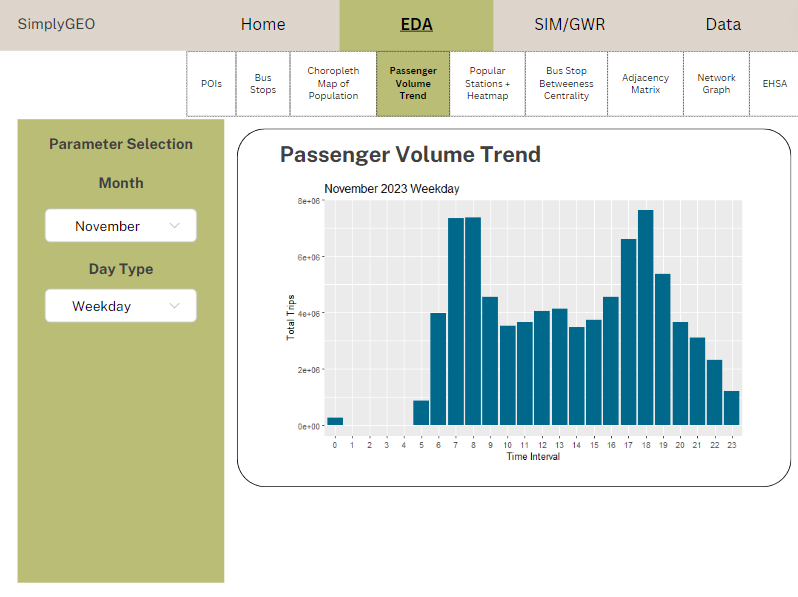 SimplyGEO
Home
EDA
SIM/GWR
Data
POIs
Bus
Stops
Choropleth
Map of
Population
Passenger
Volume
Trend
Popular
Stations +
Heatmap
Bus Stop
Betweeness
Centrality
Adjacency
Matrix
Network
Graph
EHSA
Parameter Selection
Month
November
Day Type
Weekday
Passenger Volume Trend
November 2023 Weekday
Total Trips
8e+06
6e+06
4e+06
2e+06
0e+00
0 1 2 3 4 5 6 7 8 9 10 11 12 13 14 15 16 17 18 19 20 21 22 23
Time Interval